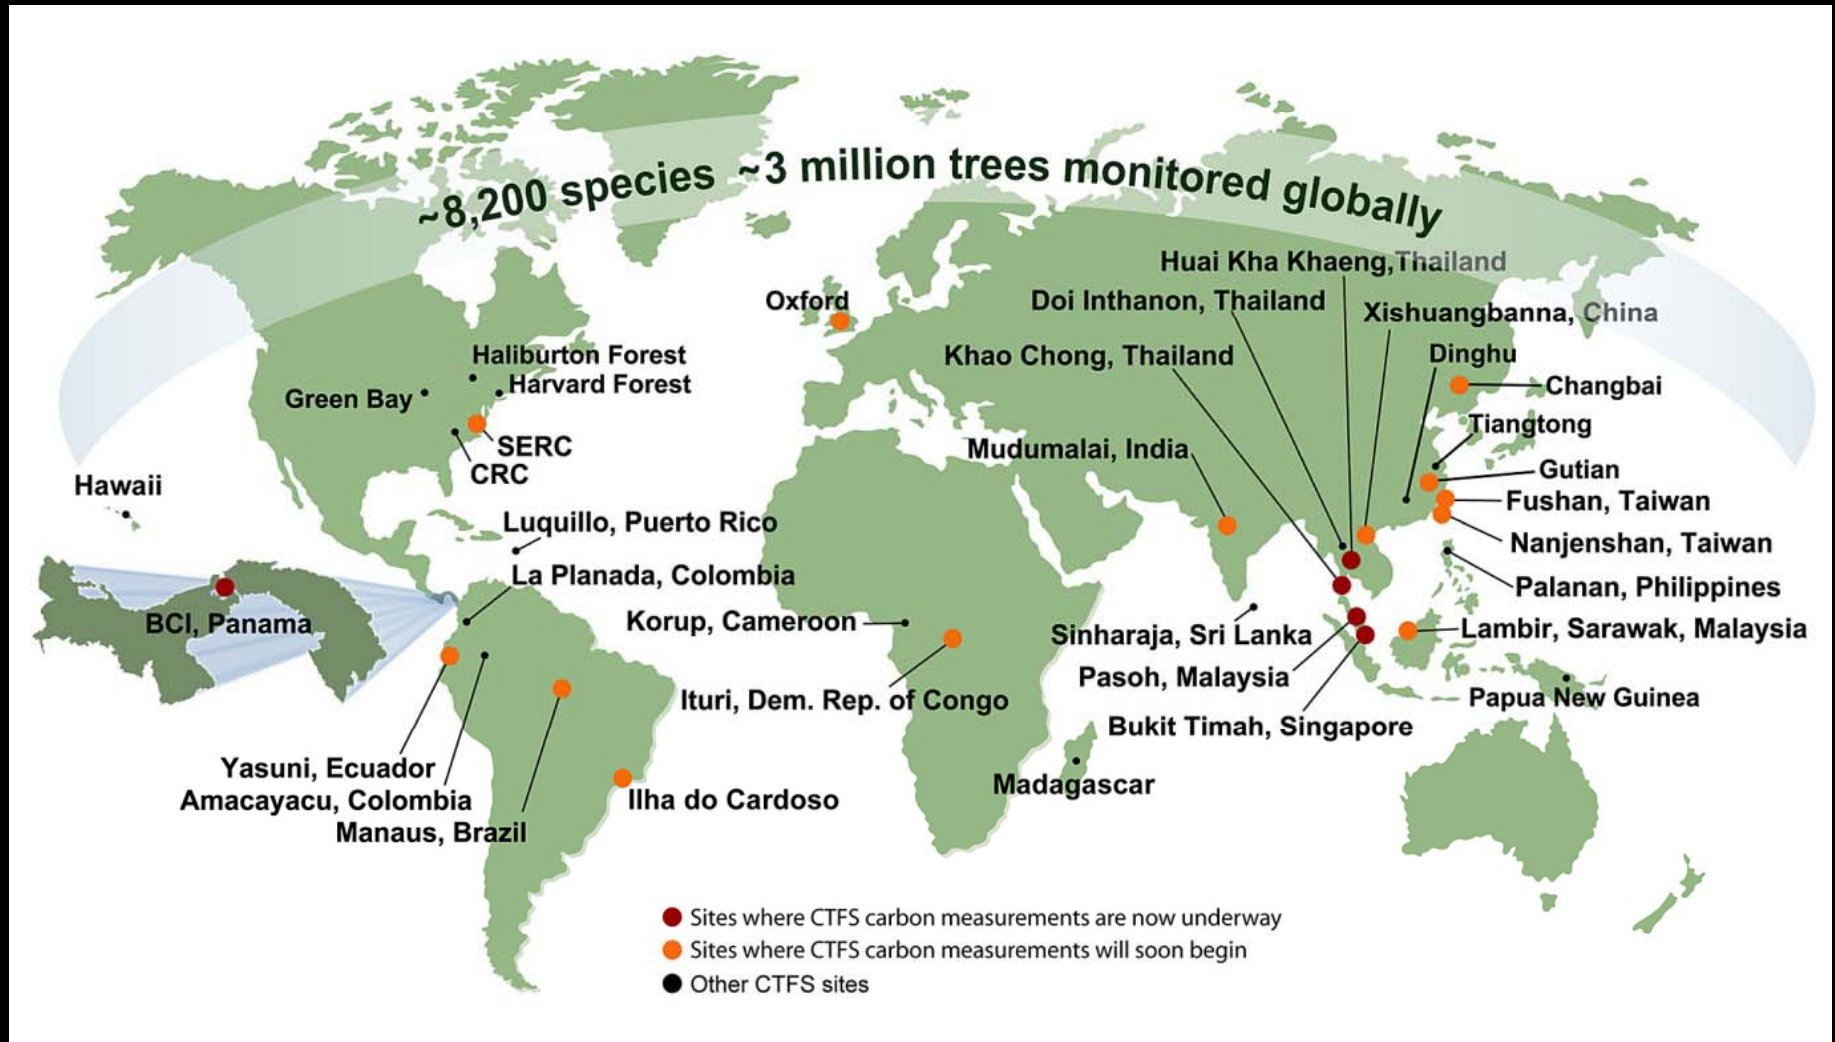 ~8,200 species ~3 million trees monitored globally
Huai Kha Khaeng,Thailand
Oxford
Doi Inthanon, Thailand
Xishuangbanna, China
Haliburton Forest
Khao Chong, Thailand
Dinghu
Green Bay
Harvard Forest
Changbai
Tiangtong
SERC
Mudumalai, India
CRC
Gutian
Hawaii
Fushan, Taiwan
Luquillo, Puerto Rico
Nanjenshan, Taiwan
La Planada, Colombia
Palanan, Philippines
BCI, Panama
Korup, Cameroon
Sinharaja, Sri Lanka
Lambir, Sarawak, Malaysia
Pasoh, Malaysia
Ituri, Dem. Rep. of Congo
Papua New Guinea
Bukit Timah, Singapore
Yasuni, Ecuador
Madagascar
Amacayacu, Colombia
Ilha do Cardoso
Manaus, Brazil
Sites where CTFS carbon measurements are now underway
Sites where CTFS carbon measurements will soon begin
Other CTFS sites